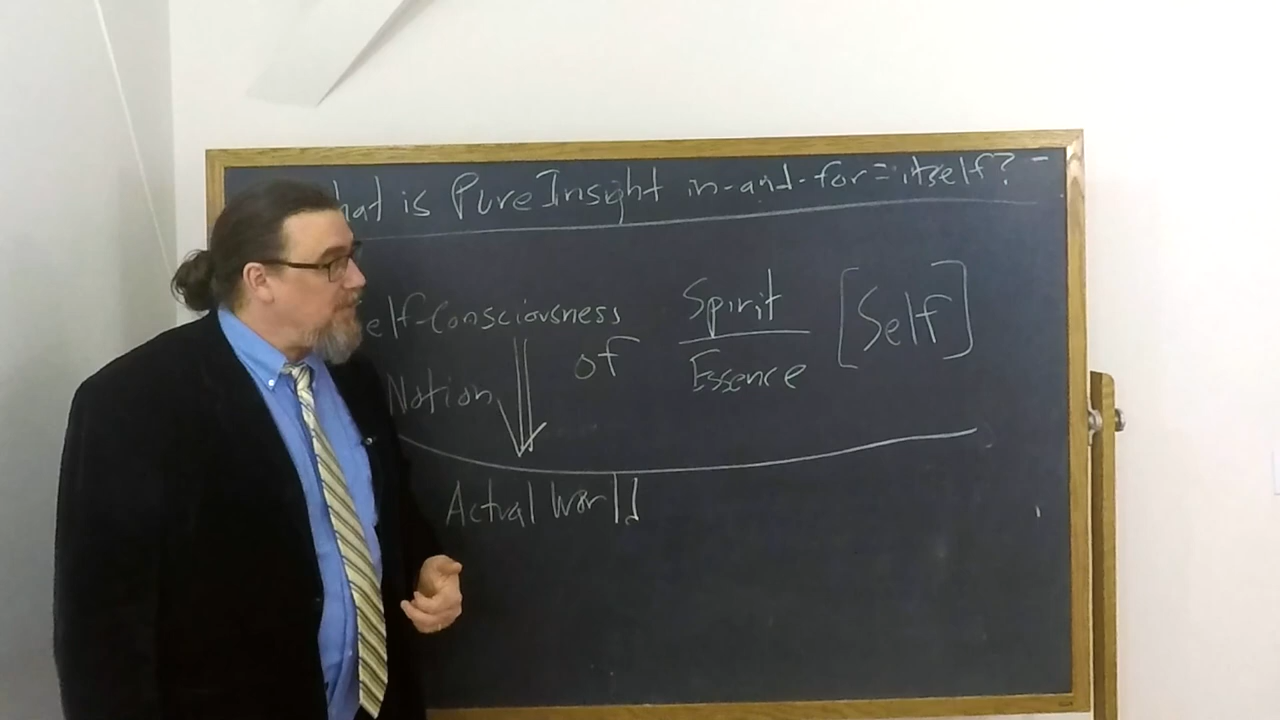 hat is Pure Insight in-and-for=itself?
elf-Consciousness of Spirit [Self]
Essence
Notion
Actual World